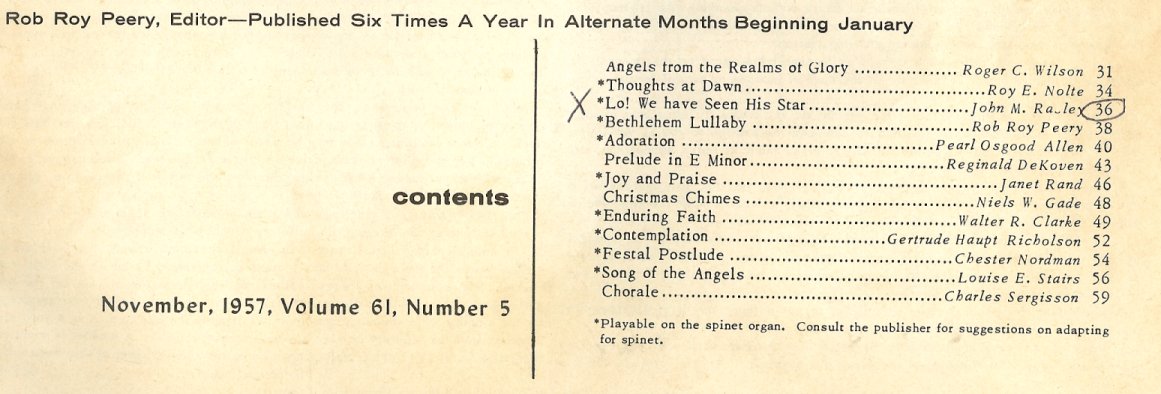 Rob Roy Peery, Editor—Published Six Times A Year In Alternate Months Beginning January
contents
November, 1957, Volume 61, Number 5
Angels from the Realms of Glory .................. Roger C. Wilson 31
*Thoughts at Dawn..........................................Roy E. Nolte 34
X *Lo! We have Seen His Star............................John M. 36
*Bethlehem Lullaby ......................................Rob Roy Peery 38
*Adoration ............................................Pearl Osgood Allen 40
Prelude in E Minor...................................Reginald DeKoven 43
*Joy and Praise ................................................Janet Rand 46
Christmas Chimes ........................................Niels W. Gade 48
*Enduring Faith .........................................Walter R. Clarke 49
*Contemplation ..............................Gertrude Haupt Richolson 52
*Festal Postlude .......................................Chester Nordman 54
*Song of the Angels ....................................Louise E. Stairs 56
Chorale.................................................Charles Sergisson 59
*Playable on the spinet organ. Consult the publisher for suggestions on adapting
for spinet.